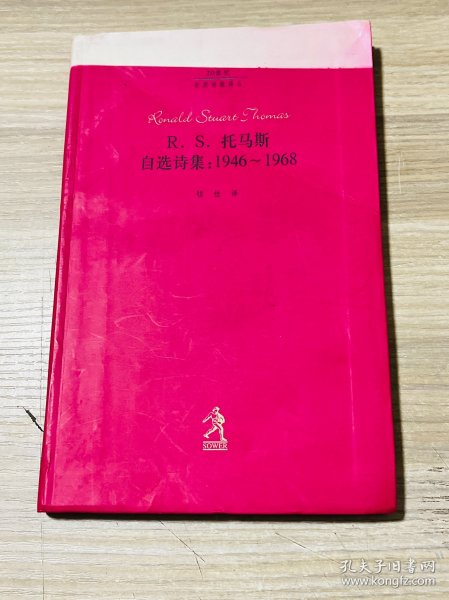 Ronald Stuart Thomas
R. S. 托马斯
自选诗集:1946～1968
译
SOWER
孔夫子旧书网
www.kongfz.com